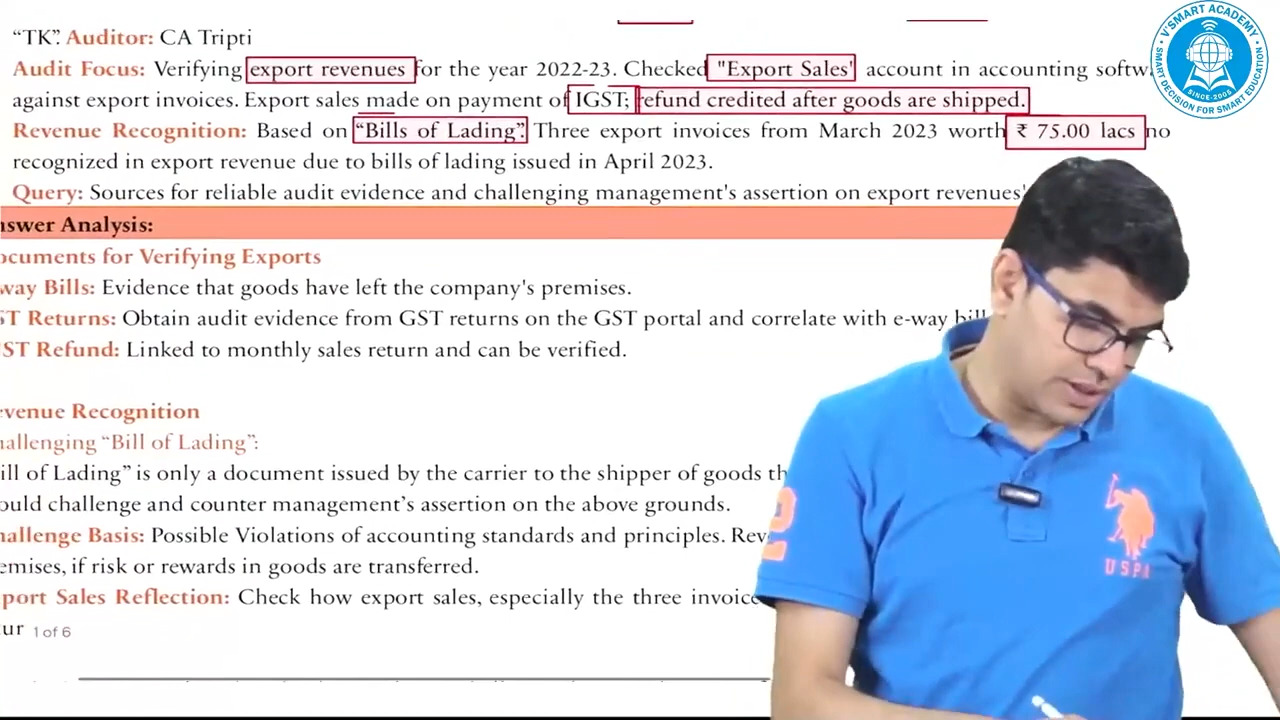 “TK”. Auditor: CA Tripti
Audit Focus: Verifying export revenues for the year 2022-23. Checked "Export Sales" account in accounting softw
against export invoices. Export sales made on payment of IGST; refund credited after goods are shipped.
Revenue Recognition: Based on “Bills of Lading”. Three export invoices from March 2023 worth ₹ 75.00 lacs no
recognized in export revenue due to bills of lading issued in April 2023.
Query: Sources for reliable audit evidence and challenging management's assertion on export revenues'
nswer Analysis:
ocuments for Verifying Exports
way Bills: Evidence that goods have left the company's premises.
ST Returns: Obtain audit evidence from GST returns on the GST portal and correlate with e-way bill
ST Refund: Linked to monthly sales return and can be verified.
evenue Recognition
hallenging “Bill of Lading”:
ill of Lading” is only a document issued by the carrier to the shipper of goods th
ould challenge and counter management’s assertion on the above grounds.
hallenge Basis: Possible Violations of accounting standards and principles. Rev
emises, if risk or rewards in goods are transferred.
port Sales Reflection: Check how export sales, especially the three invoice
ur 1 of 6
V'SMART ACADEMY
SMART DECISION FOR SMART EDUCATION
SINCE-2005
2
USPA